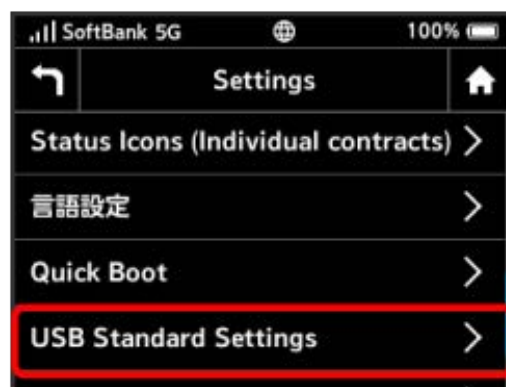 SoftBank 5G 100%
Settings
Status Icons (Individual contracts)
言語設定
Quick Boot
USB Standard Settings